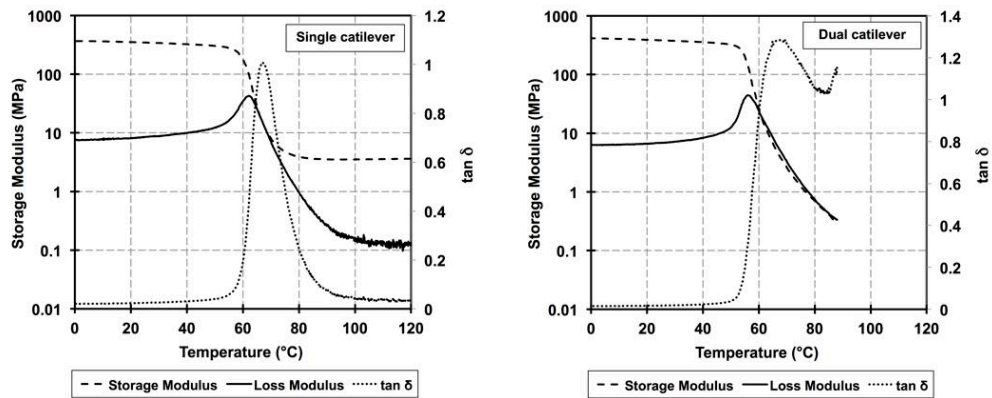 Single catilever
Storage Modulus (MPa)
1000
100
10
1
0.1
0.01
1.2
1
0.8
0.6
0.4
0.2
0
tan δ
0 20 40 60 80 100 120
Temperature (°C)
Storage Modulus Loss Modulus tan δ
Dual catilever
Storage Modulus (MPa)
1000
100
10
1
0.1
0.01
1.4
1.2
1
0.8
0.6
0.4
0.2
0
tan δ
0 20 40 60 80 100 120
Temperature (°C)
Storage Modulus Loss Modulus tan δ